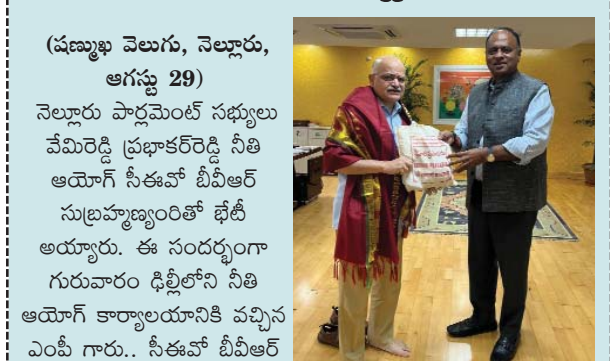 (షణ్ముఖ వెలుగు, నెల్లూరు,
ఆగస్టు 29)
నెల్లూరు పార్లమెంట్ సభ్యులు
వేమిరెడ్డి ప్రభాకర్‌రెడ్డి నీతి
ఆయోగ్ సీఈవో బీవీఆర్
సుబ్రహ్మణ్యంరితో భేటీ
అయ్యారు. ఈ సందర్భంగా
గురువారం ఢిల్లీలోని నీతి
ఆయోగ్ కార్యాలయానికి వచ్చిన
ఎంపీ గారు.. సీఈవో బీవీఆర్